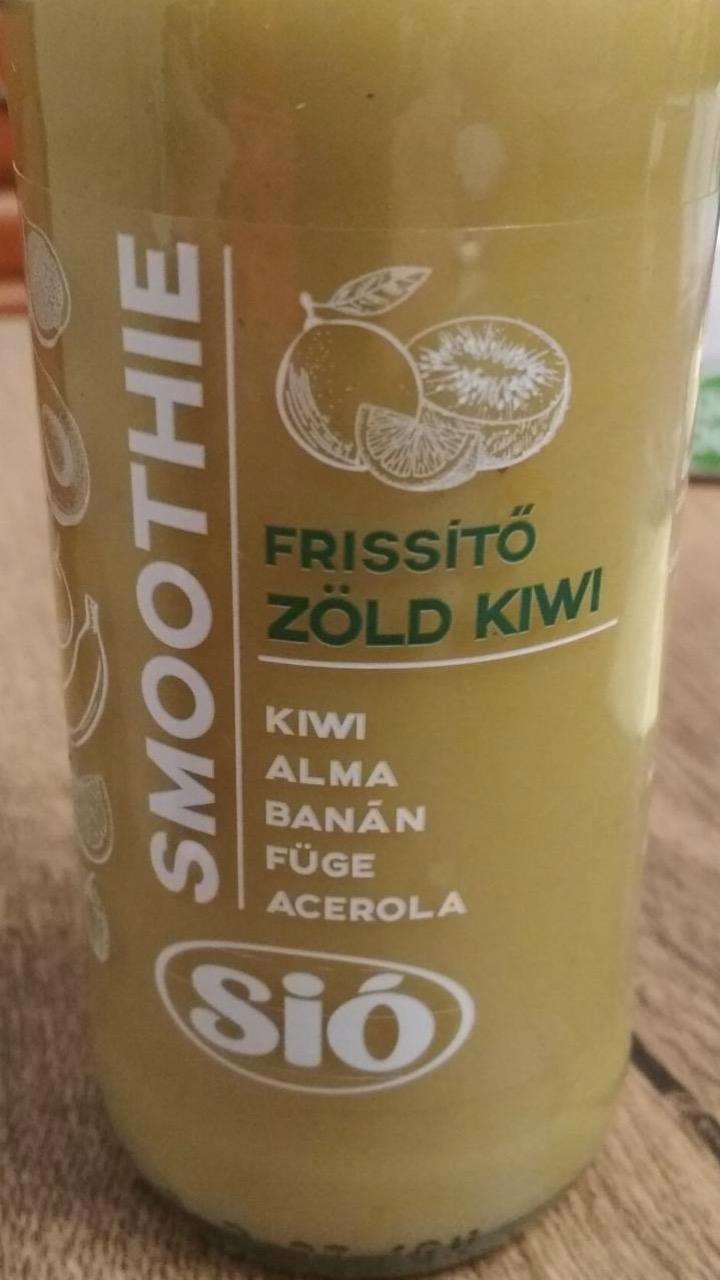 SMOOTHIE
FRISSÍTŐ
ZÖLD KIWI
KIWI
ALMA
BANÁN
FÜGE
ACEROLA
Sió